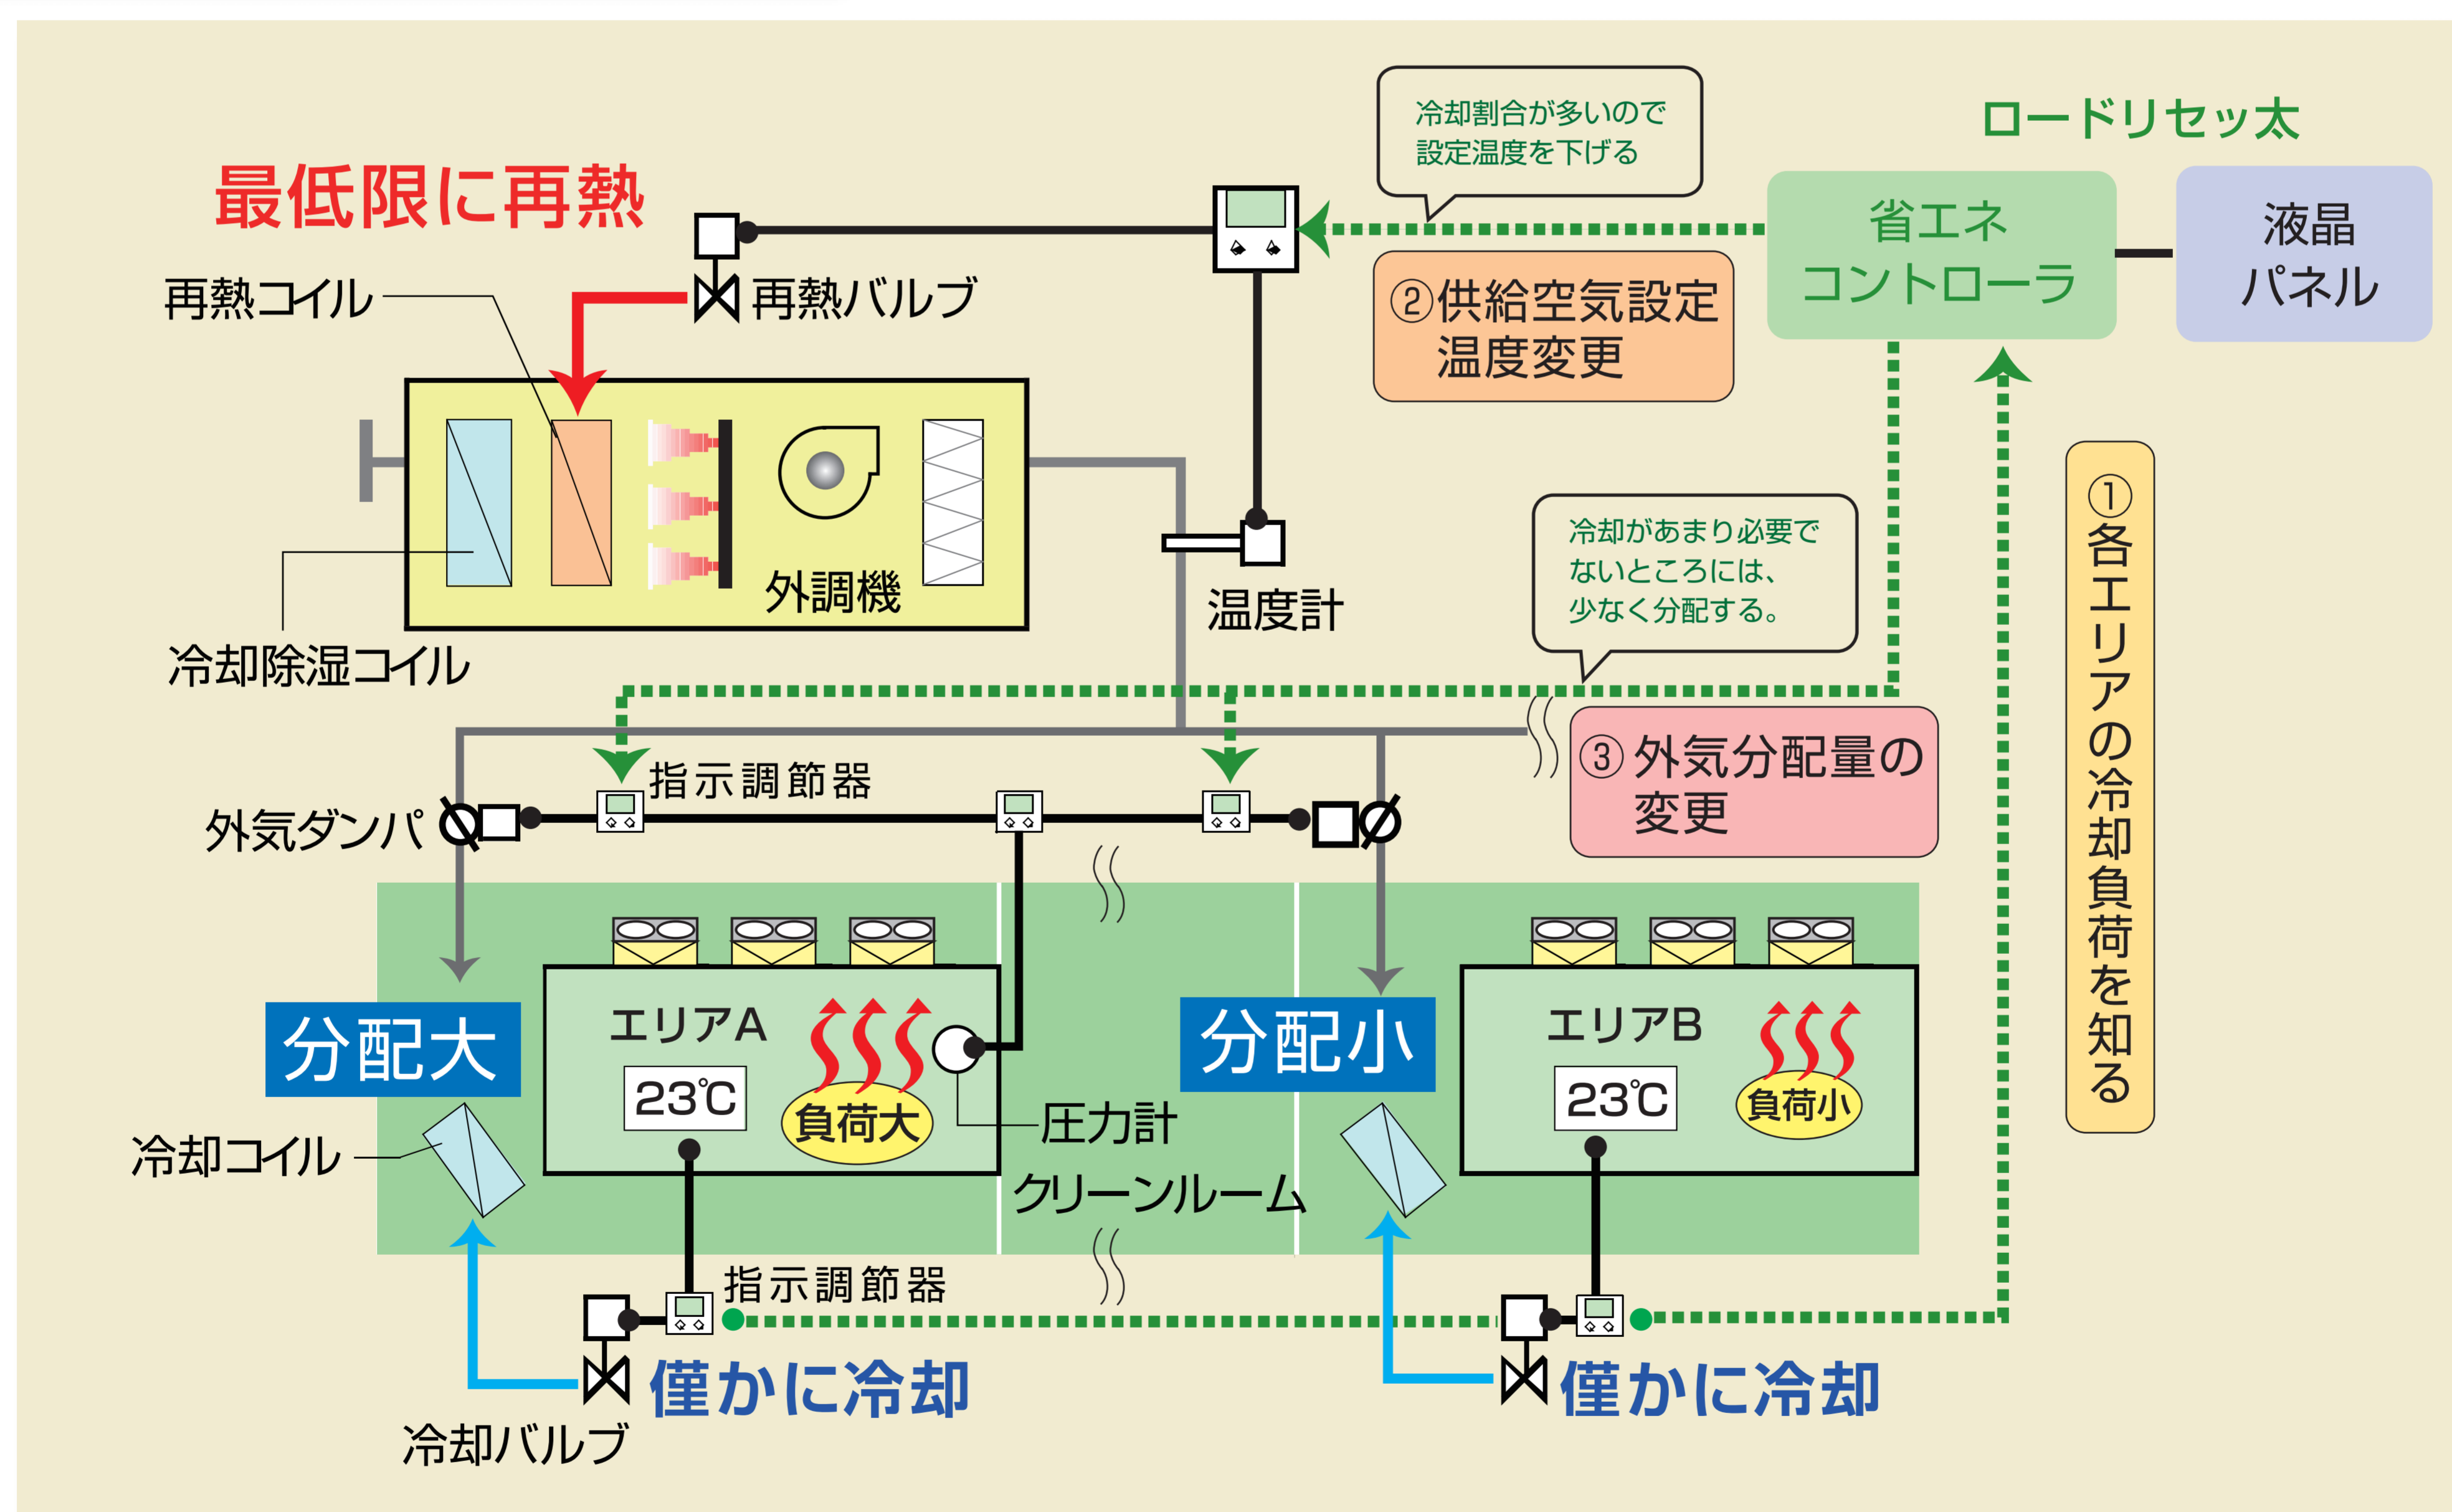 冷却割合が多いので
設定温度を下げる
ロードリセッ太
最低限に再熱
省エネ
コントローラ
液晶
パネル
②供給空気設定
温度変更
再熱コイル
再熱バルブ
外調機
温度計
冷却除湿コイル
冷却があまり必要で
ないところには、
少なく分配する。
①各エリアの冷却負荷を知る
③外気分配量の
変更
指示調節器
外気ダンパ
分配大
エリアA
23℃
負荷大
圧力計
クリーンルーム
分配小
エリアB
23℃
負荷小
冷却コイル
指示調節器
僅かに冷却
僅かに冷却
冷却バルブ